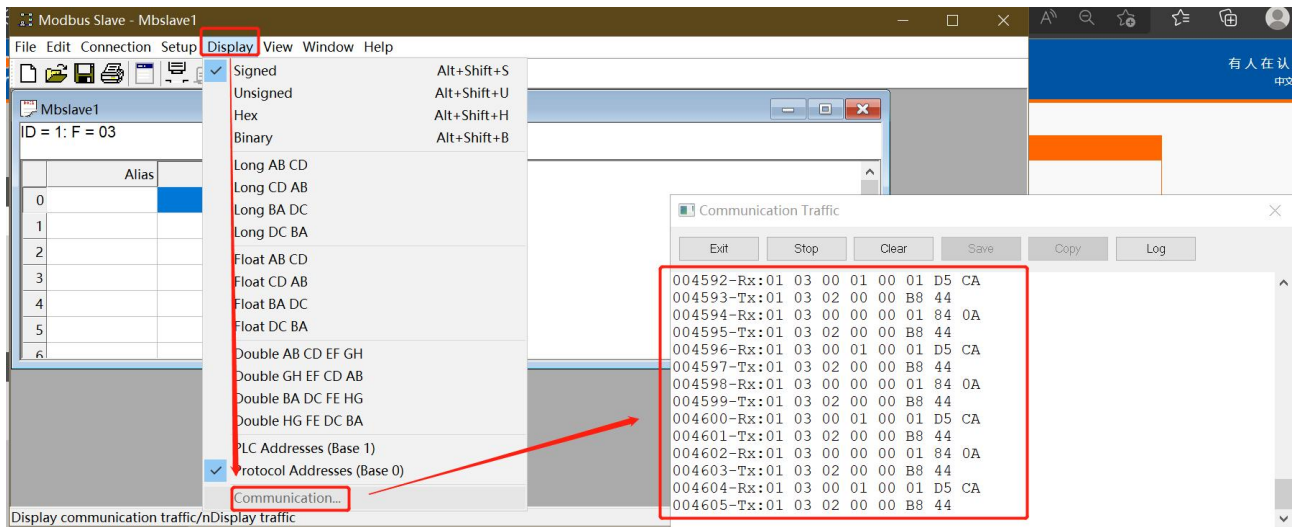 Modbus Slave - Mbslave1
File Edit Connection Setup Display View Window Help
有人在认
中文
Mbslave1
ID = 1: F = 03
Alias
0
1
2
3
4
5
6
Signed Alt+Shift+S
Unsigned Alt+Shift+U
Hex Alt+Shift+H
Binary Alt+Shift+B
Long AB CD
Long CD AB
Long BA DC
Long DC BA
Float AB CD
Float CD AB
Float BA DC
Float DC BA
Double AB CD EF GH
Double GH EF CD AB
Double BA DC FE HG
Double HG FE DC BA
PLC Addresses (Base 1)
Protocol Addresses (Base 0)
Communication...
Display communication traffic/nDisplay traffic
Communication Traffic
Exit Stop Clear Save Copy Log
004592-Rx:01 03 00 01 00 01 D5 CA
004593-Tx:01 03 02 00 00 B8 44
004594-Rx:01 03 00 00 00 01 84 0A
004595-Tx:01 03 02 00 00 B8 44
004596-Rx:01 03 00 01 00 01 D5 CA
004597-Tx:01 03 02 00 00 B8 44
004598-Rx:01 03 00 00 00 01 84 0A
004599-Tx:01 03 02 00 00 B8 44
004600-Rx:01 03 00 01 00 01 D5 CA
004601-Tx:01 03 02 00 00 B8 44
004602-Rx:01 03 00 00 00 01 84 0A
004603-Tx:01 03 02 00 00 B8 44
004604-Rx:01 03 00 01 00 01 D5 CA
004605-Tx:01 03 02 00 00 B8 44